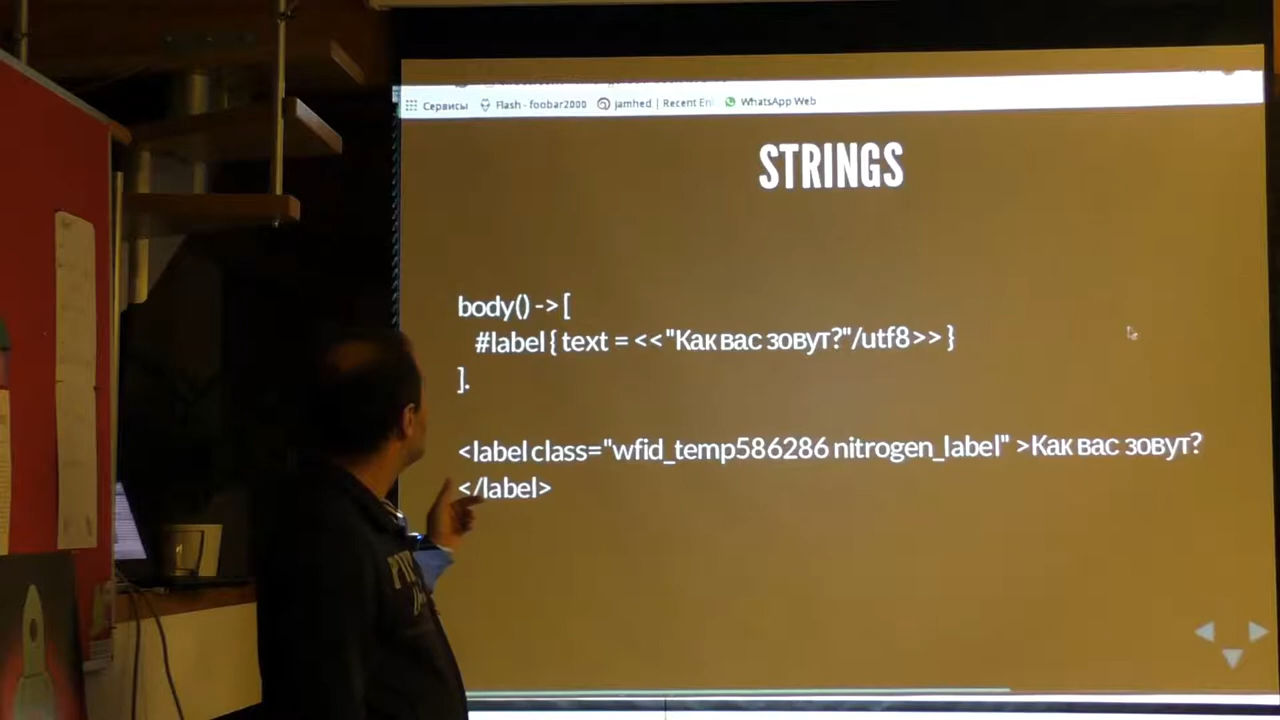 Сервисы Flash - foobar2000 jamhed | Recent En WhatsApp Web
STRINGS
body() -> [
#label{ text = <<"Как вас зовут?"/utf8>> }
].
<label class="wfid_temp586286 nitrogen_label" >Как вас зовут?
</label>